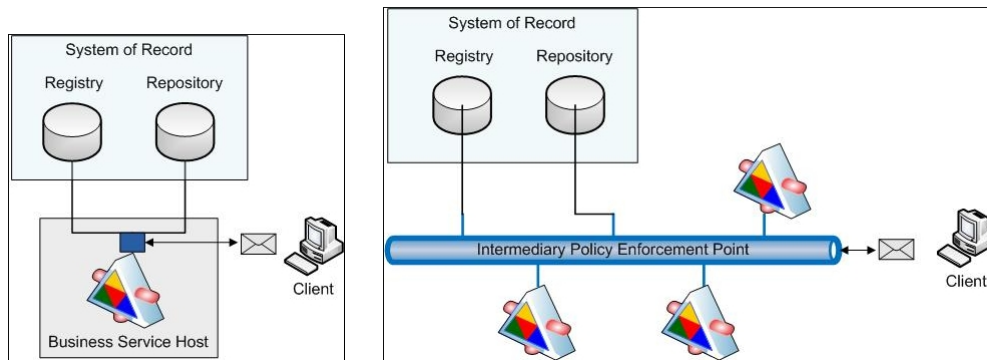 System of Record
Registry
Repository
Client
Business Service Host
System of Record
Registry
Repository
Intermediary Policy Enforcement Point
Client